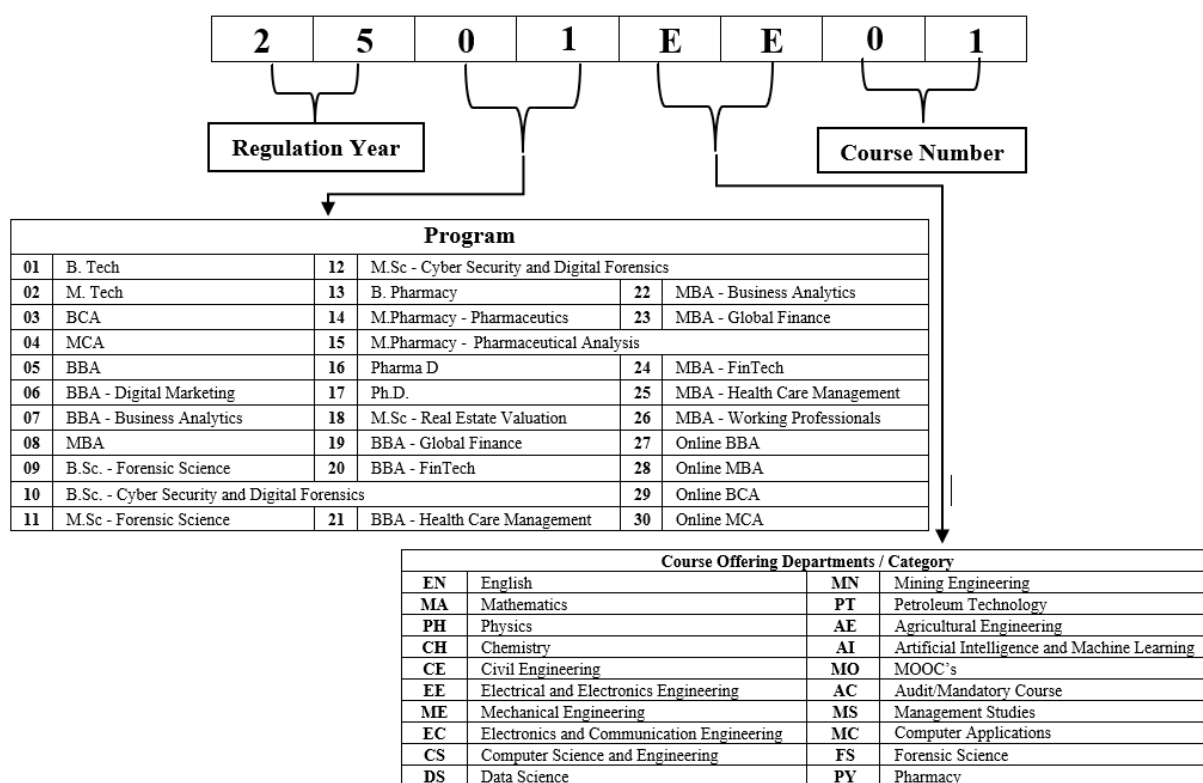 2 5 0 1 E E 0 1
Regulation Year
Course Number
Program
01 B. Tech 12 M.Sc - Cyber Security and Digital Forensics
02 M. Tech 13 B. Pharmacy 22 MBA - Business Analytics
03 BCA 14 M.Pharmacy - Pharmaceutics 23 MBA - Global Finance
04 MCA 15 M.Pharmacy - Pharmaceutical Analysis
05 BBA 16 Pharma D 24 MBA - FinTech
06 BBA - Digital Marketing 17 Ph.D. 25 MBA - Health Care Management
07 BBA - Business Analytics 18 M.Sc - Real Estate Valuation 26 MBA - Working Professionals
08 MBA 19 BBA - Global Finance 27 Online BBA
09 B.Sc. - Forensic Science 20 BBA - FinTech 28 Online MBA
10 B.Sc. - Cyber Security and Digital Forensics 29 Online BCA
11 M.Sc - Forensic Science 21 BBA - Health Care Management 30 Online MCA
Course Offering Departments / Category
EN English MN Mining Engineering
MA Mathematics PT Petroleum Technology
PH Physics AE Agricultural Engineering
CH Chemistry AI Artificial Intelligence and Machine Learning
CE Civil Engineering MO MOOC's
EE Electrical and Electronics Engineering AC Audit/Mandatory Course
ME Mechanical Engineering MS Management Studies
EC Electronics and Communication Engineering MC Computer Applications
CS Computer Science and Engineering FS Forensic Science
DS Data Science PY Pharmacy